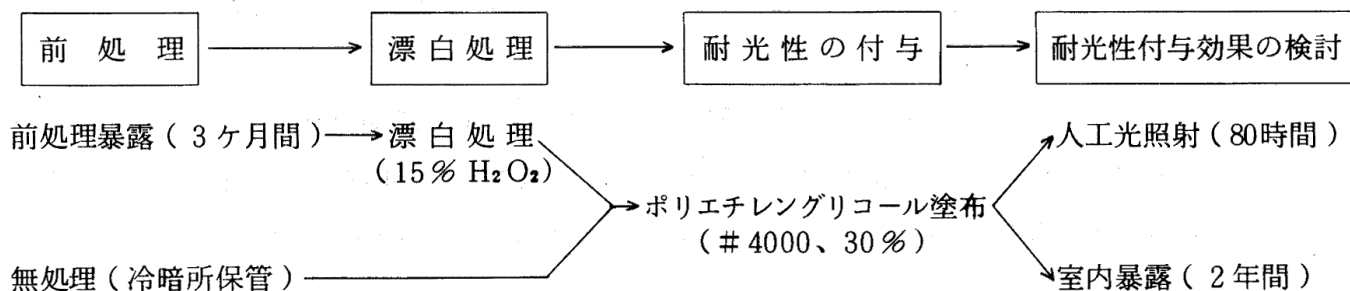 前処理 漂白処理 耐光性の付与 耐光性付与効果の検討
前処理暴露(3ケ月間) 漂白処理 人工光照射(80時間)
(15% H₂O₂)
ポリエチレングリコール塗布
(#4000、30%)
無処理(冷暗所保管) 室内暴露(2年間)